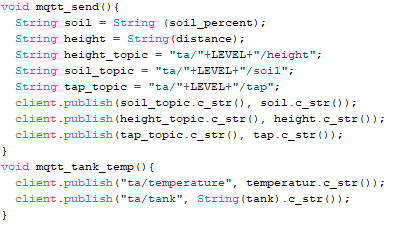 void mqtt_send(){
String soil = String (soil_percent);
String height = String(distance);
String height_topic = "ta/"+LEVEL+"/height";
String soil_topic = "ta/"+LEVEL+"/soil";
String tap_topic = "ta/"+LEVEL+"/tap";
client.publish(soil_topic.c_str(), soil.c_str());
client.publish(height_topic.c_str(), height.c_str());
client.publish(tap_topic.c_str(), tap.c_str());
}
void mqtt_tank_temp(){
client.publish("ta/temperature", temperatur.c_str());
client.publish("ta/tank", String(tank).c_str());
}